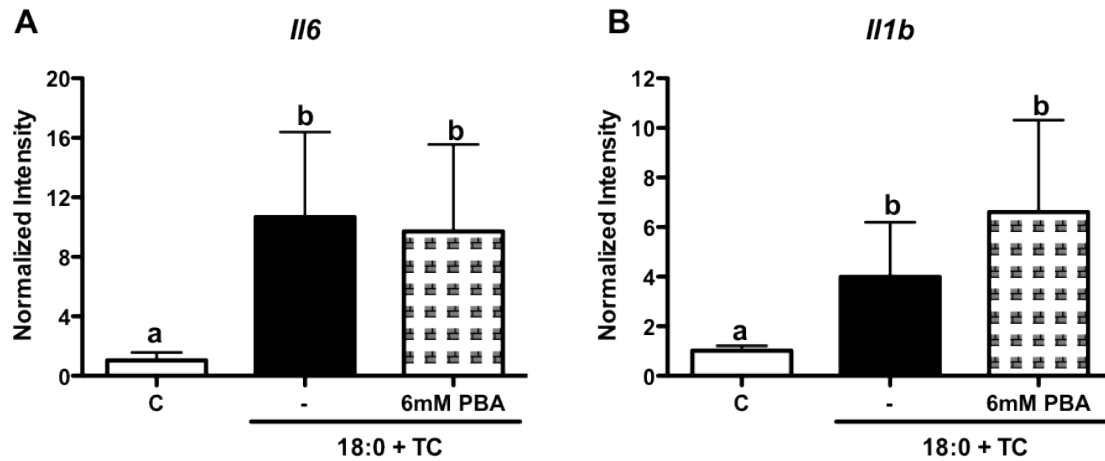 A
Il6
Normalized Intensity
20
16
12
8
4
0
a
b
b
C
-
6mM PBA
18:0 + TC
B
Il1b
Normalized Intensity
12
10
8
6
4
2
0
a
b
b
C
-
6mM PBA
18:0 + TC